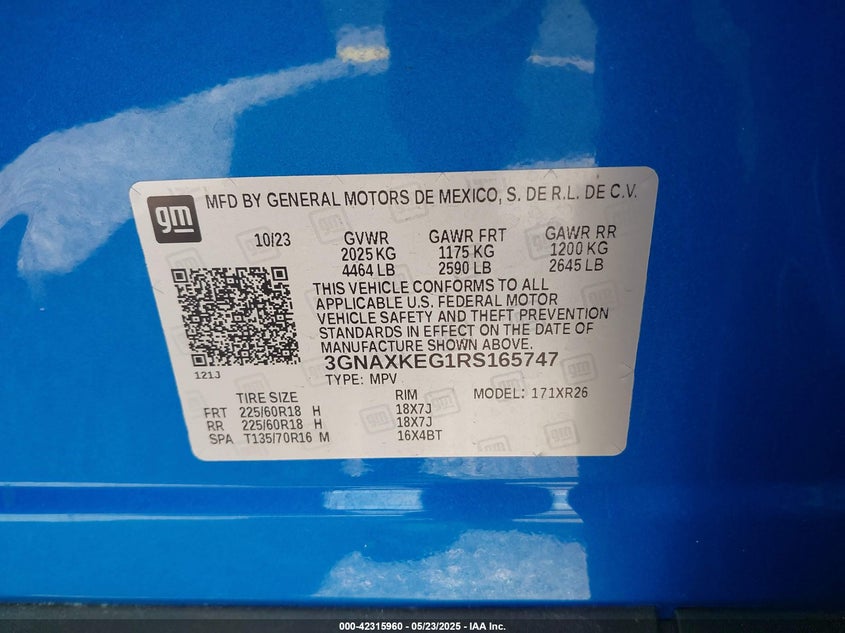 gm
MFD BY GENERAL MOTORS DE MEXICO, S. DE R.L. DE C.V.
10/23 GVWR GAWR FRT GAWR RR
2025 KG 1175 KG 1200 KG
4464 LB 2590 LB 2645 LB
THIS VEHICLE CONFORMS TO ALL
APPLICABLE U.S. FEDERAL MOTOR
VEHICLE SAFETY AND THEFT PREVENTION
STANDARDS IN EFFECT ON THE DATE OF
MANUFACTURE SHOWN ABOVE.
3GNAXKEG1RS165747
121J
TYPE: MPV
TIRE SIZE RIM MODEL: 171XR26
FRT 225/60R18 H 18X7J
RR 225/60R18 H 18X7J
SPA T135/70R16 M 16X4BT
000-42315960 - 05/23/2025 - IAA Inc.